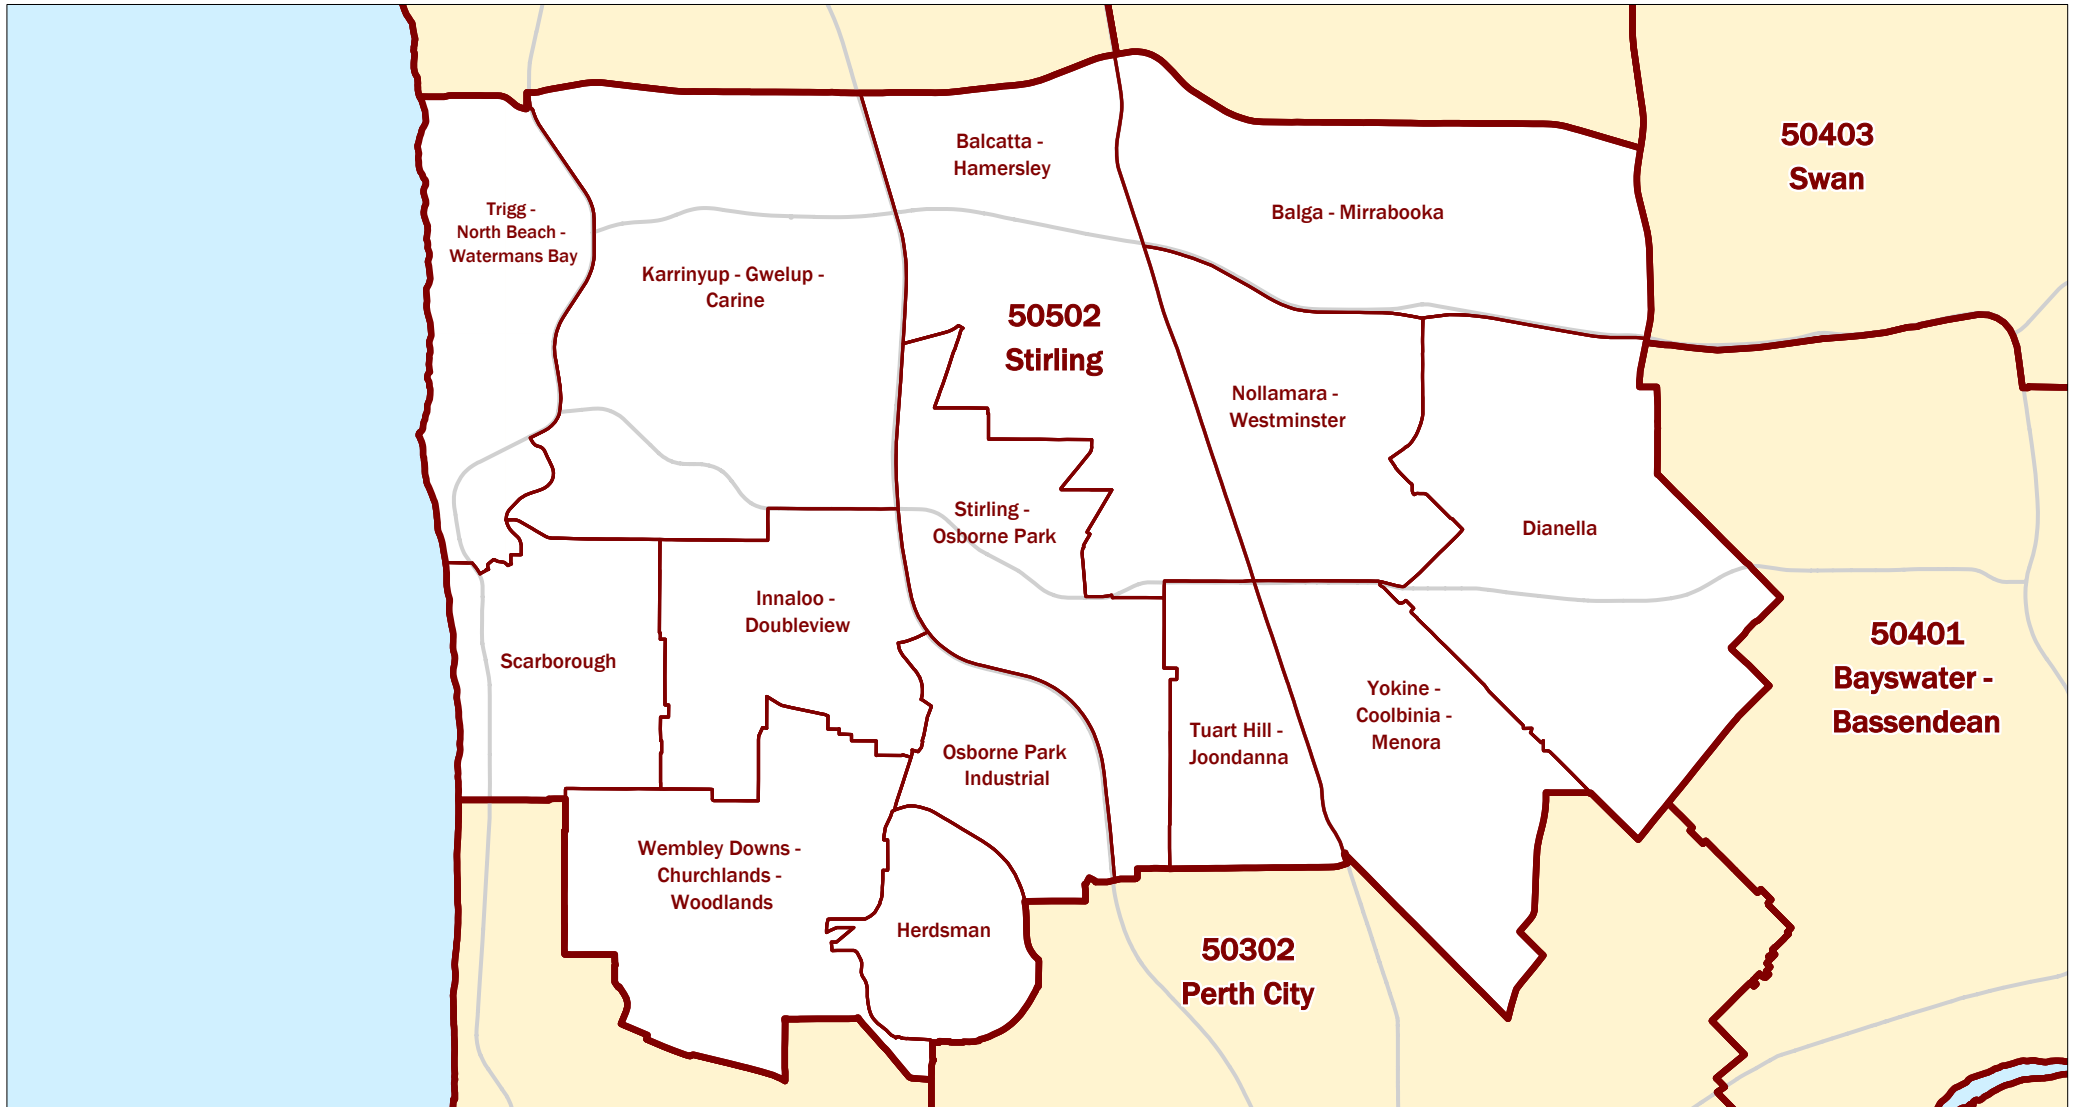 50403
Swan
Balcatta -
Hamersley
Trigg -
North Beach -
Watermans Bay
Balga - Mirrabooka
Karrinyup - Gwelup -
Carine
50502
Stirling
Nollamara -
Westminster
Stirling -
Osborne Park
Dianella
Innaloo -
Doubleview
Scarborough
50401
Bayswater -
Bassendean
Yokine -
Coolbinia -
Menora
Tuart Hill -
Joondanna
Osborne Park
Industrial
Wembley Downs -
Churchlands -
Woodlands
Herdsman
50302
Perth City